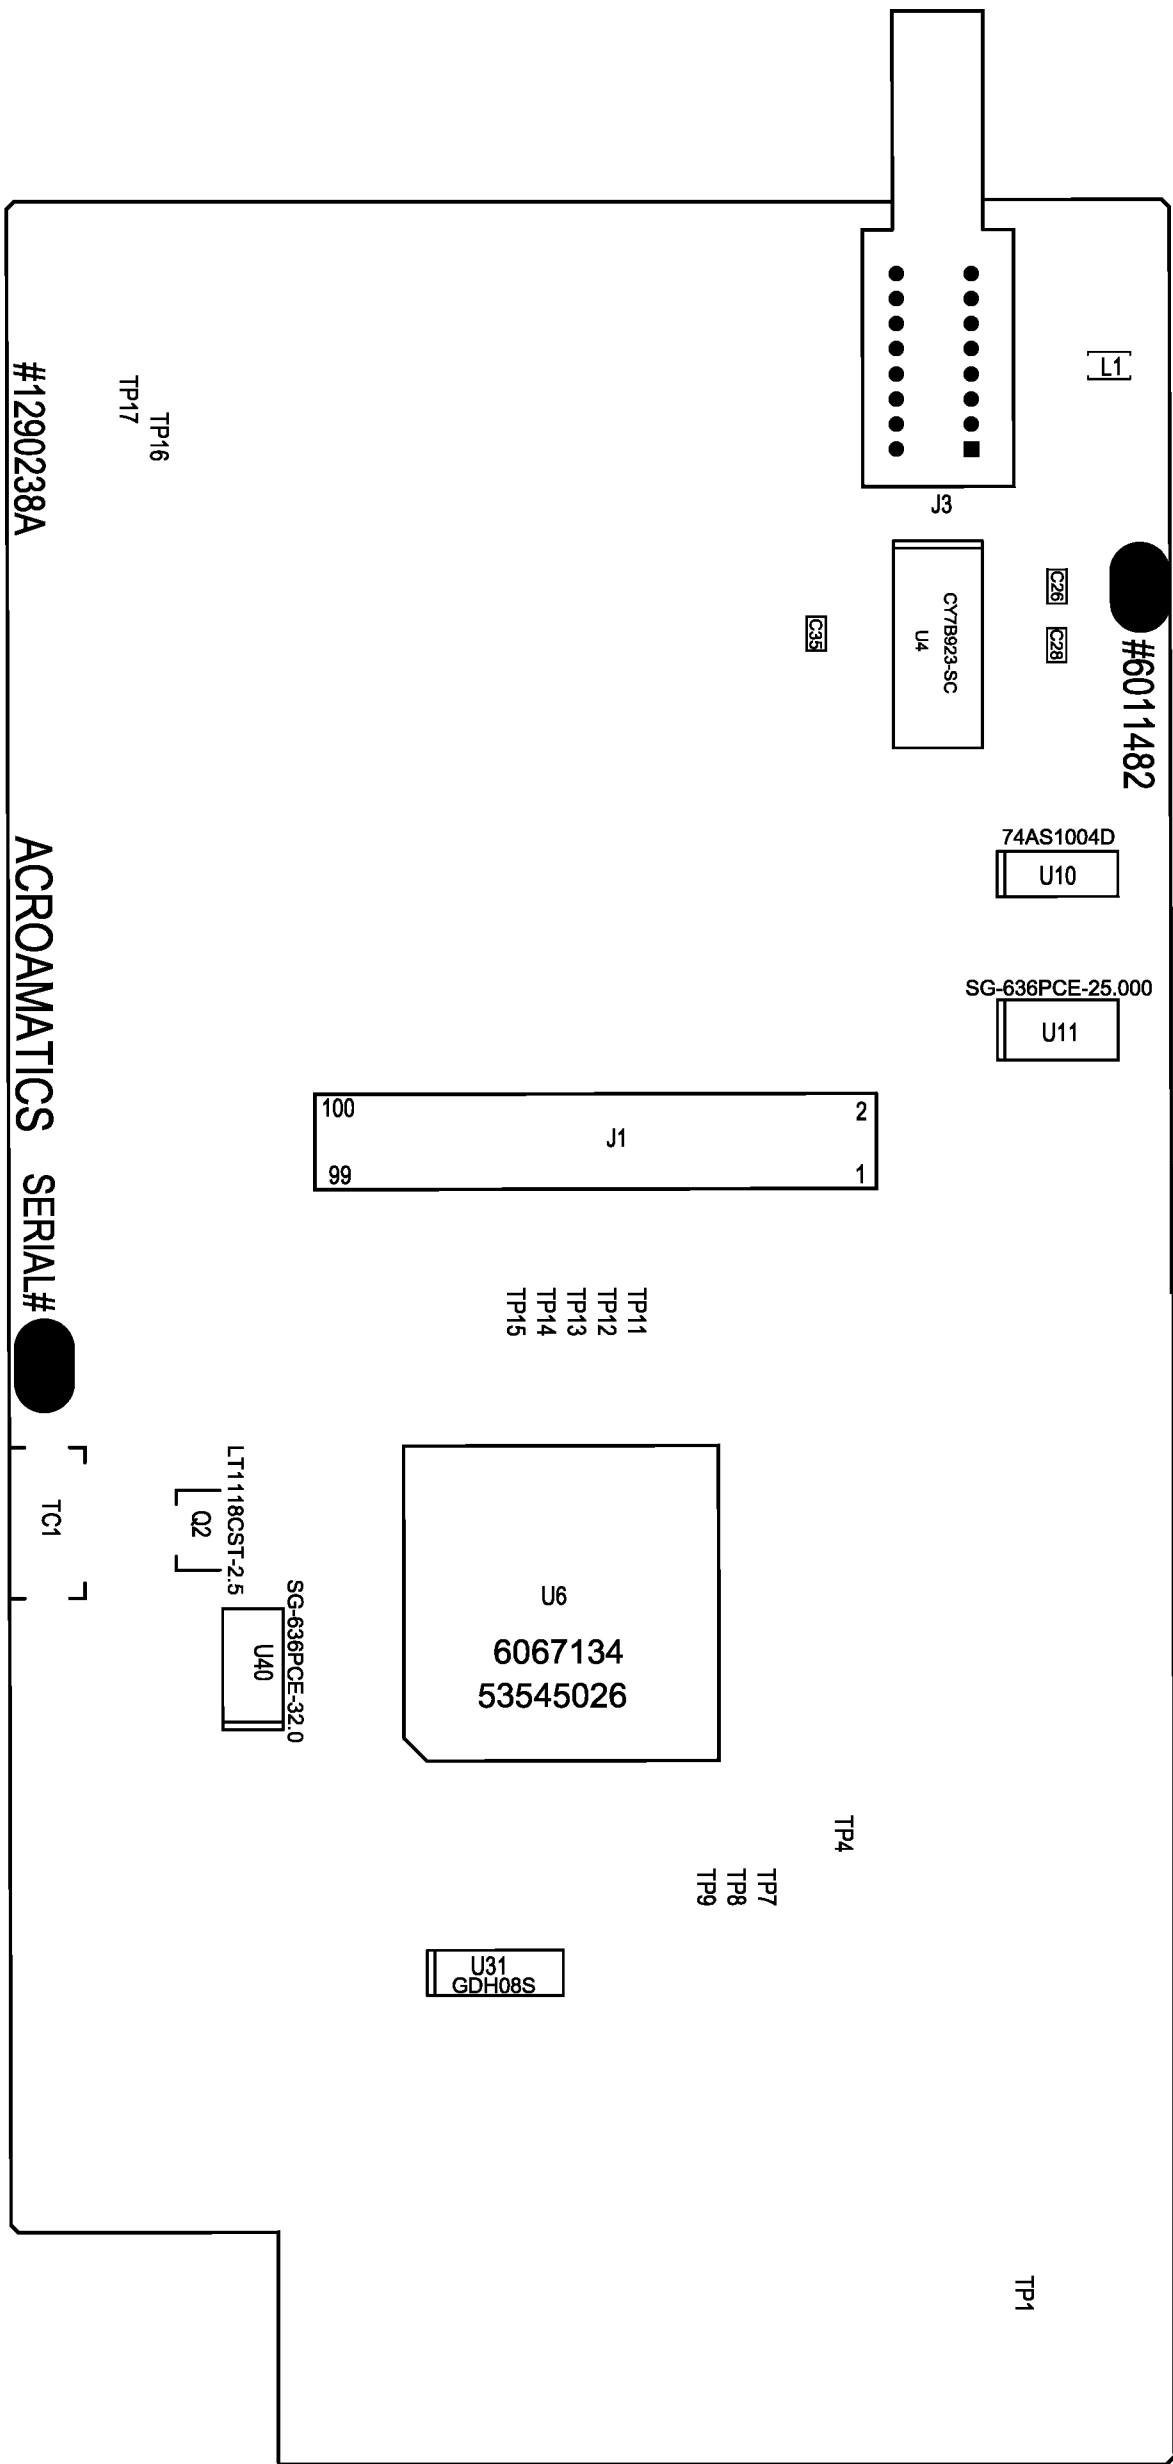 L1
TP17
TP16
#1290238A
J3
C26
CY7B923-SC
U4
C35
C28
#6011482
74AS1004D
U10
ACROAMATICS SERIAL#
SG-636PCE-25.000
U11
100
2
J1
99
1
TP15
TP14
TP13
TP12
TP11
TC1
Q2
LT1118CST-2.5
U6
6067134
53545026
U40
SG-636PCE-32.0
TP4
TP9
TP8
TP7
U31
GDH08S
TP1